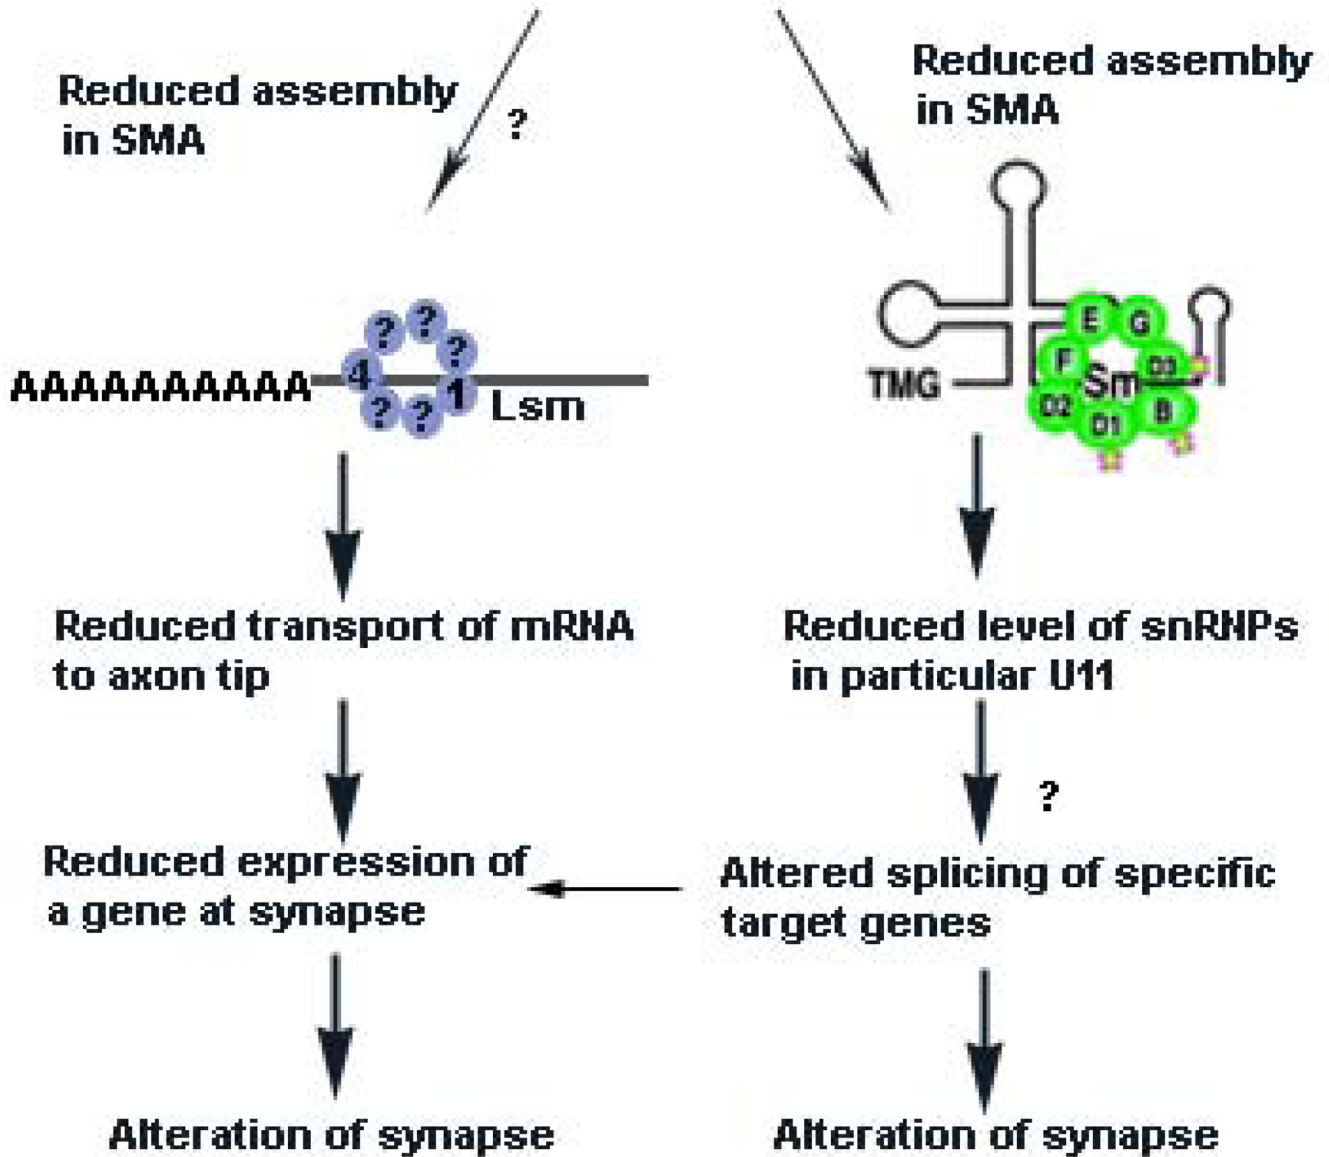 Reduced assembly
in SMA
?
Reduced assembly
in SMA
AAAAAAAAAA
?
?
?
4
1
?
?
Lsm
E
G
F
D3
Sm
TMG
D2
D1
B
Reduced transport of mRNA
to axon tip
Reduced level of snRNPs
in particular U11
?
Reduced expression of
a gene at synapse
Altered splicing of specific
target genes
Alteration of synapse
Alteration of synapse